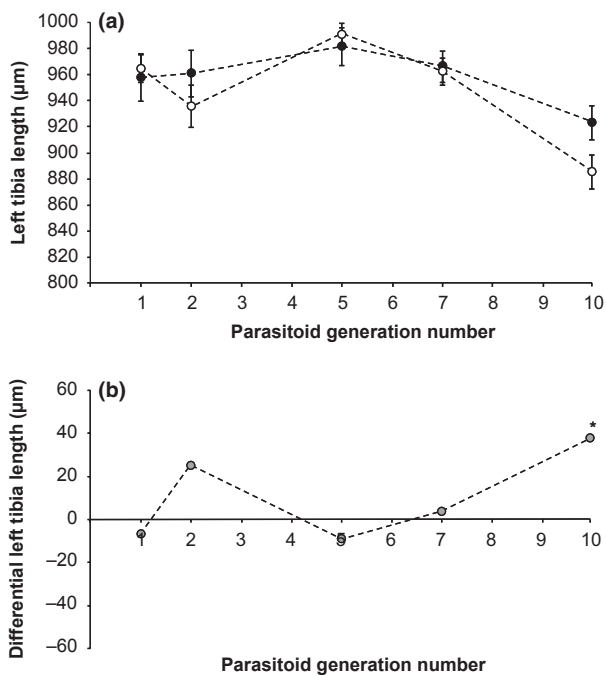 (a)
Left tibia length (µm)
1000
980
960
940
920
900
880
860
840
820
800
1 2 3 4 5 6 7 8 9 10
Parasitoid generation number
(b)
Differential left tibia length (µm)
60
40
20
0
–20
–40
–60
*
1 2 3 4 5 6 7 8 9 10
Parasitoid generation number